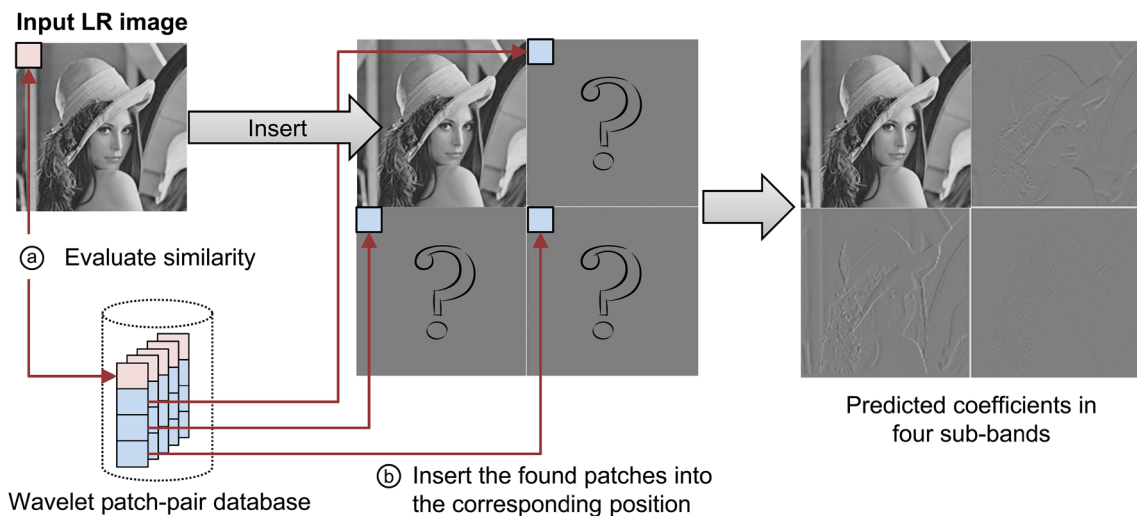 Input LR image
Insert
?
?
?
ⓐ Evaluate similarity
Wavelet patch-pair database
ⓑ Insert the found patches into
the corresponding position
Predicted coefficients in
four sub-bands